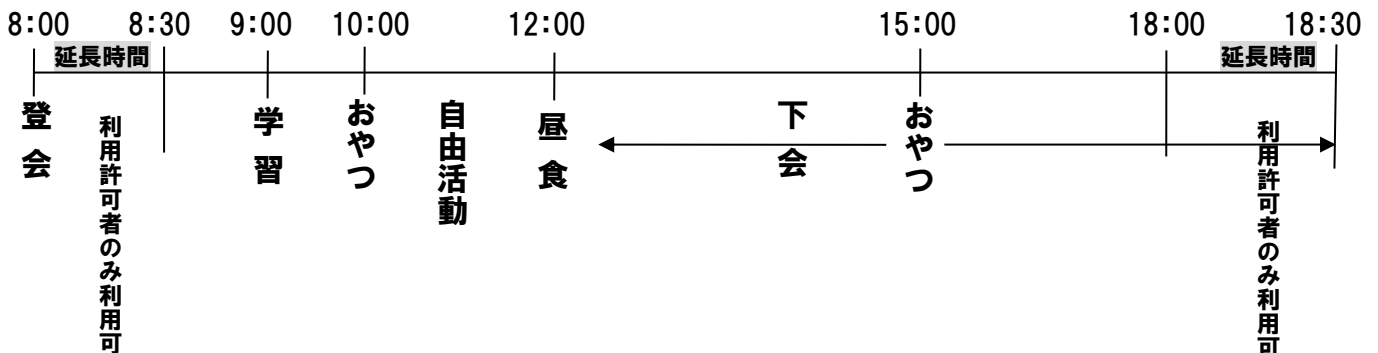 8:00 8:30 9:00 10:00 12:00 15:00 18:00 18:30
延長時間
延長時間
登会
利用許可者のみ利用可
学習
おやつ
自由活動
昼食
下会
おやつ
利用許可者のみ利用可